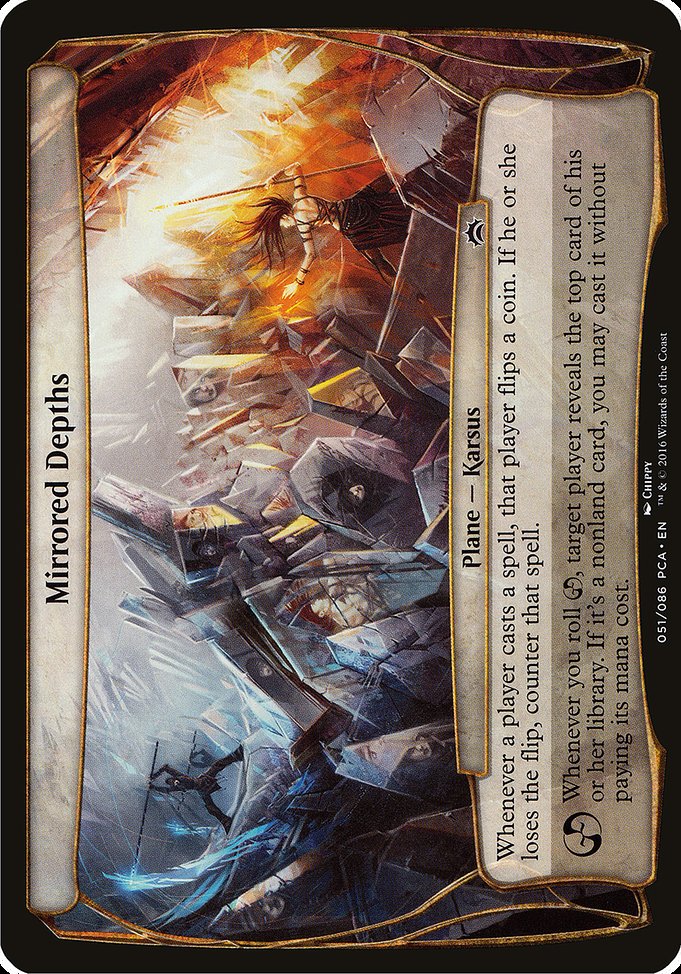 Mirrored Depths
Plane — Karsus
Whenever a player casts a spell, that player flips a coin. If he or she
loses the flip, counter that spell.
Whenever you roll , target player reveals the top card of his
or her library. If it's a nonland card, you may cast it without
paying its mana cost.
051/086 PCA • EN CHIPPY
™ & © 2016 Wizards of the Coast